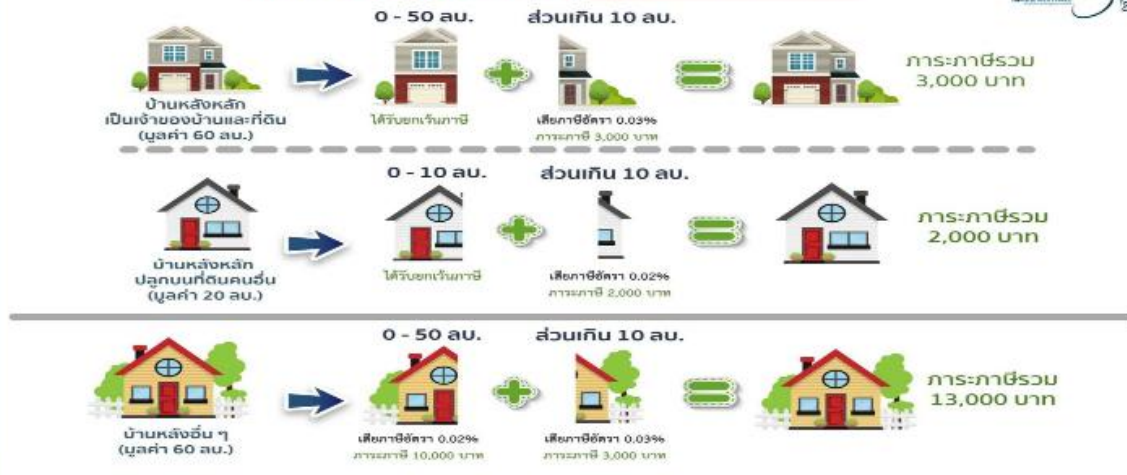 0 - 50 ลบ. ส่วนเกิน 10 ลบ.
บ้านหลังหลัก
เป็นเจ้าของบ้านและที่ดิน
(มูลค่า 60 ลบ.)
ได้รับยกเว้นภาษี
เสียภาษีอัตรา 0.03%
ภาระภาษี 3,000 บาท
ภาระภาษีรวม
3,000 บาท
0 - 10 ลบ. ส่วนเกิน 10 ลบ.
บ้านหลังหลัก
ปลูกบนที่ดินคนอื่น
(มูลค่า 20 ลบ.)
ได้รับยกเว้นภาษี
เสียภาษีอัตรา 0.02%
ภาระภาษี 2,000 บาท
ภาระภาษีรวม
2,000 บาท
0 - 50 ลบ. ส่วนเกิน 10 ลบ.
บ้านหลังอื่น ๆ
(มูลค่า 60 ลบ.)
เสียภาษีอัตรา 0.02%
ภาระภาษี 10,000 บาท
เสียภาษีอัตรา 0.03%
ภาระภาษี 3,000 บาท
ภาระภาษีรวม
13,000 บาท